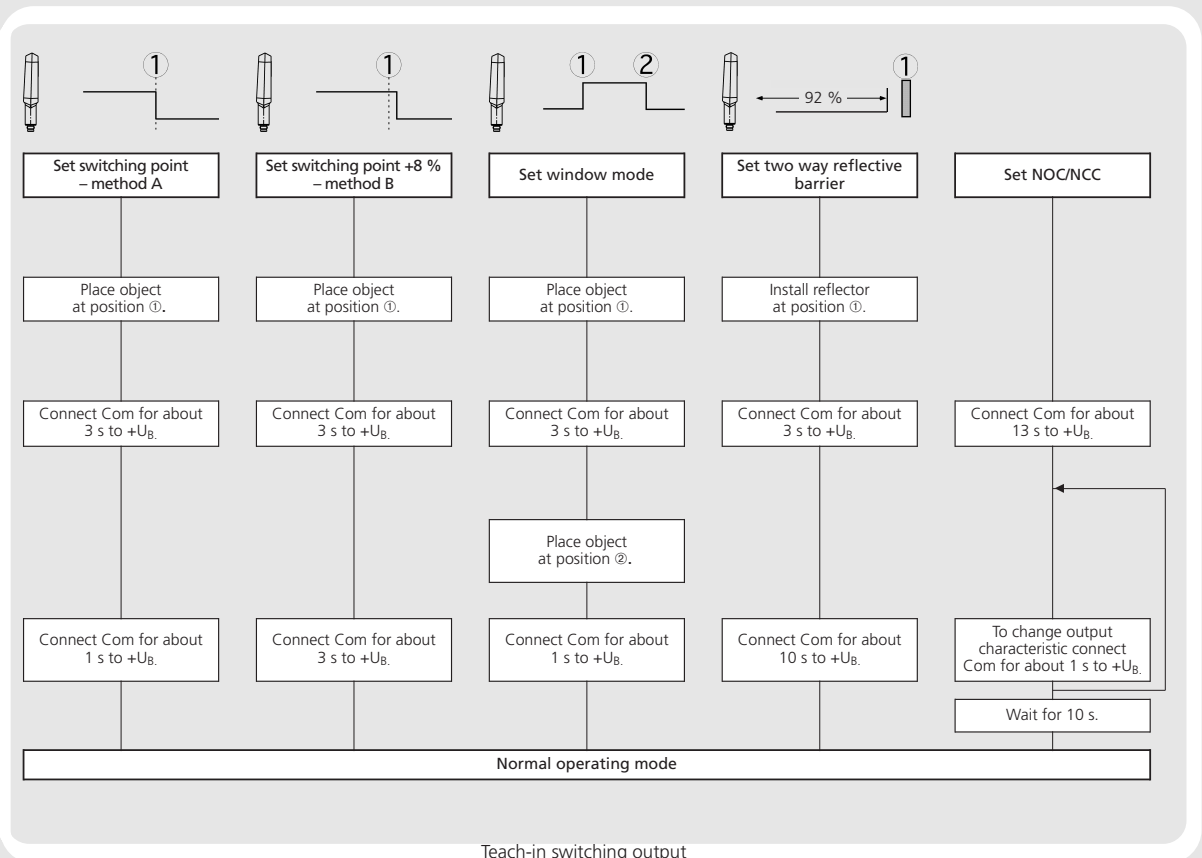 1
1
1 2
92 %
1
Set switching point
– method A
Set switching point +8 %
– method B
Set window mode
Set two way reflective
barrier
Set NOC/NCC
Place object
at position ①.
Place object
at position ①.
Place object
at position ①.
Install reflector
at position ①.
Connect Com for about
3 s to +UB.
Connect Com for about
3 s to +UB.
Connect Com for about
3 s to +UB.
Connect Com for about
3 s to +UB.
Connect Com for about
13 s to +UB.
Place object
at position ②.
Connect Com for about
1 s to +UB.
Connect Com for about
3 s to +UB.
Connect Com for about
1 s to +UB.
Connect Com for about
10 s to +UB.
To change output
characteristic connect
Com for about 1 s to +UB.
Wait for 10 s.
Normal operating mode
Teach-in switching output